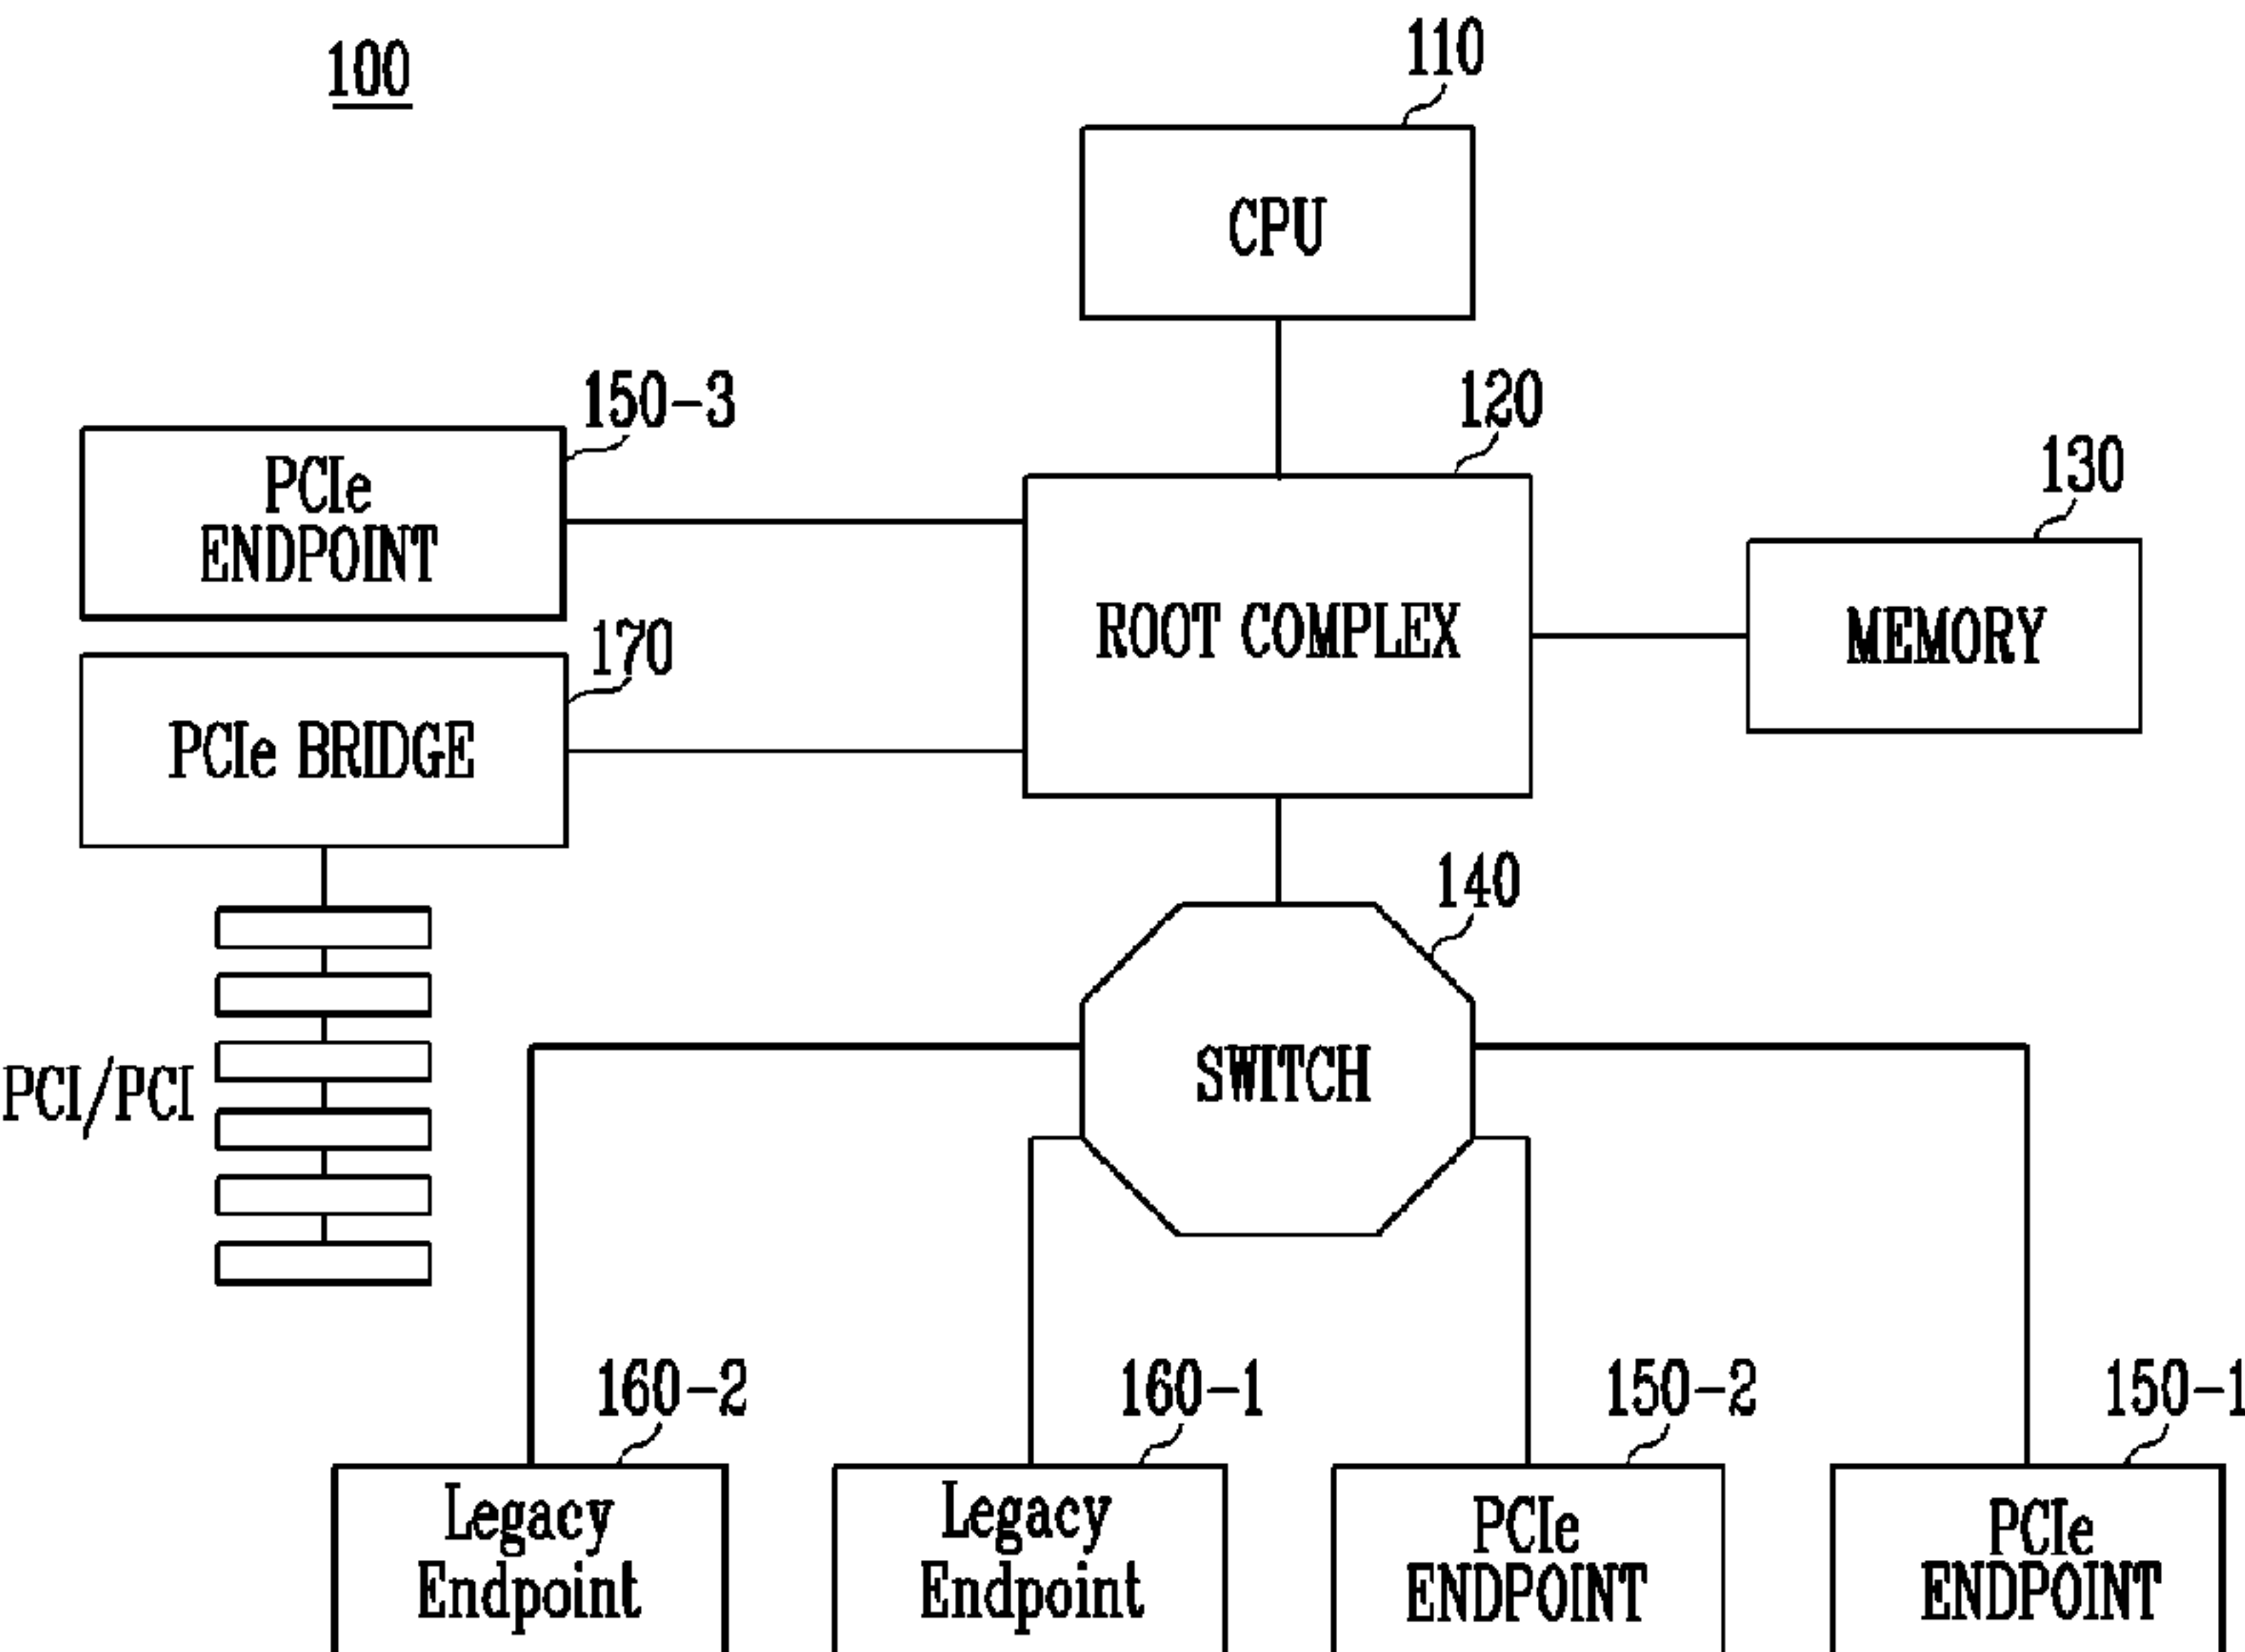 100
110
CPU
150-3
120
130
PCIe
ENDPOINT
ROOT COMPLEX
MEMORY
170
PCIe BRIDGE
140
SWITCH
PCI/PCI
160-2
160-1
150-2
150-1
Legacy
Endpoint
Legacy
Endpoint
PCIe
ENDPOINT
PCIe
ENDPOINT